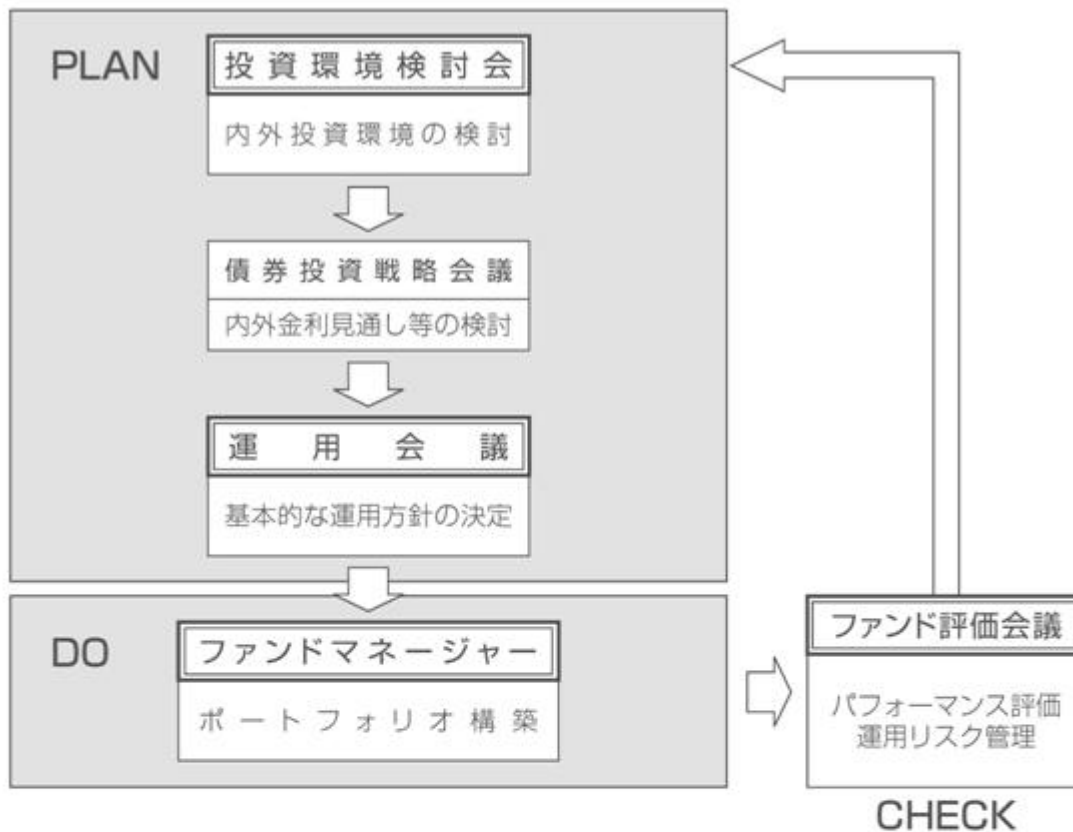 PLAN
投資環境検討会
内外投資環境の検討
債券投資戦略会議
内外金利見通し等の検討
運用会議
基本的な運用方針の決定
DO
ファンドマネージャー
ポートフォリオ構築
ファンド評価会議
パフォーマンス評価
運用リスク管理
CHECK